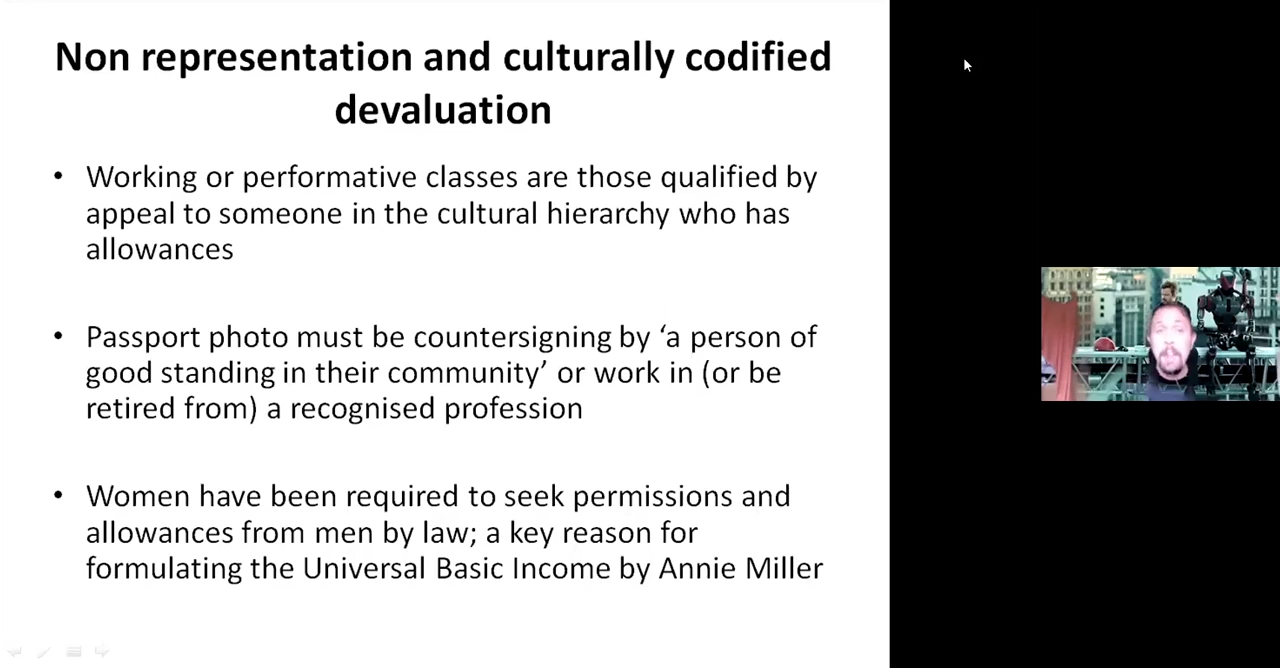 Non representation and culturally codified
devaluation
• Working or performative classes are those qualified by
appeal to someone in the cultural hierarchy who has
allowances
• Passport photo must be countersigning by ‘a person of
good standing in their community’ or work in (or be
retired from) a recognised profession
• Women have been required to seek permissions and
allowances from men by law; a key reason for
formulating the Universal Basic Income by Annie Miller